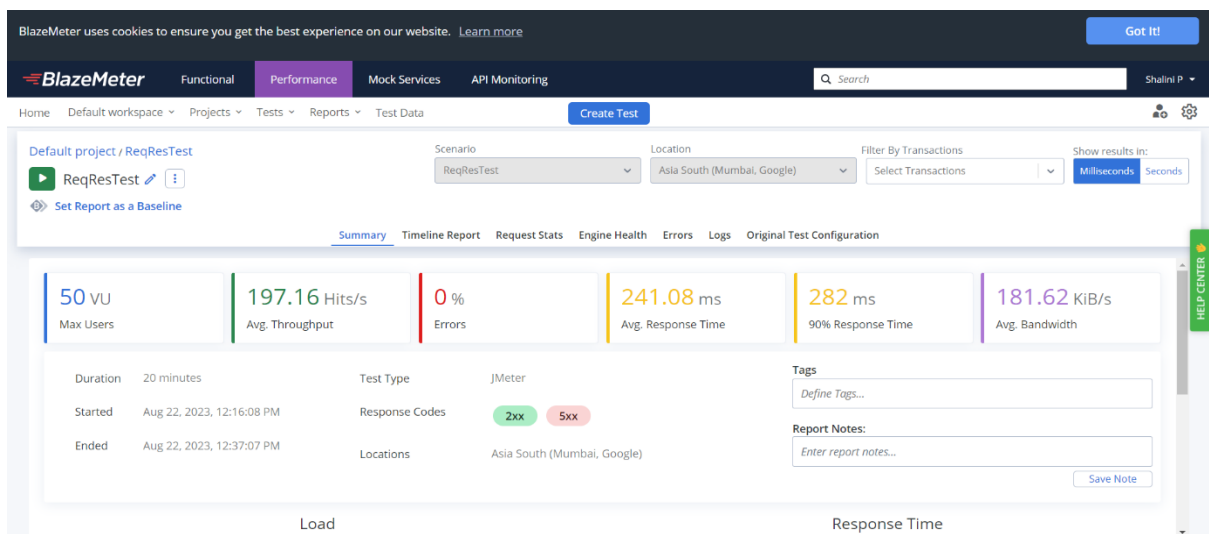 BlazeMeter uses cookies to ensure you get the best experience on our website. Learn more
Got It!
BlazeMeter Functional Performance Mock Services API Monitoring Search Shalini P
Home Default workspace Projects Tests Reports Test Data Create Test
Default project / ReqResTest
ReqResTest
Set Report as a Baseline
Scenario
ReqResTest
Location
Asia South (Mumbai, Google)
Filter By Transactions
Select Transactions
Show results in:
Milliseconds Seconds
Summary Timeline Report Request Stats Engine Health Errors Logs Original Test Configuration
50 VU
Max Users
197.16 Hits/s
Avg. Throughput
0 %
Errors
241.08 ms
Avg. Response Time
282 ms
90% Response Time
181.62 KiB/s
Avg. Bandwidth
HELP CENTER
Duration 20 minutes
Started Aug 22, 2023, 12:16:08 PM
Ended Aug 22, 2023, 12:37:07 PM
Test Type JMeter
Response Codes 2xx 5xx
Locations Asia South (Mumbai, Google)
Tags
Define Tags...
Report Notes:
Enter report notes...
Save Note
Load
Response Time